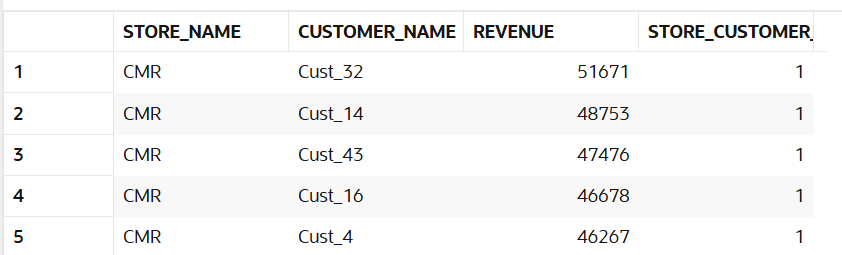 STORE_NAME CUSTOMER_NAME REVENUE STORE_CUSTOMER_
1 CMR Cust_32 51671 1
2 CMR Cust_14 48753 1
3 CMR Cust_43 47476 1
4 CMR Cust_16 46678 1
5 CMR Cust_4 46267 1